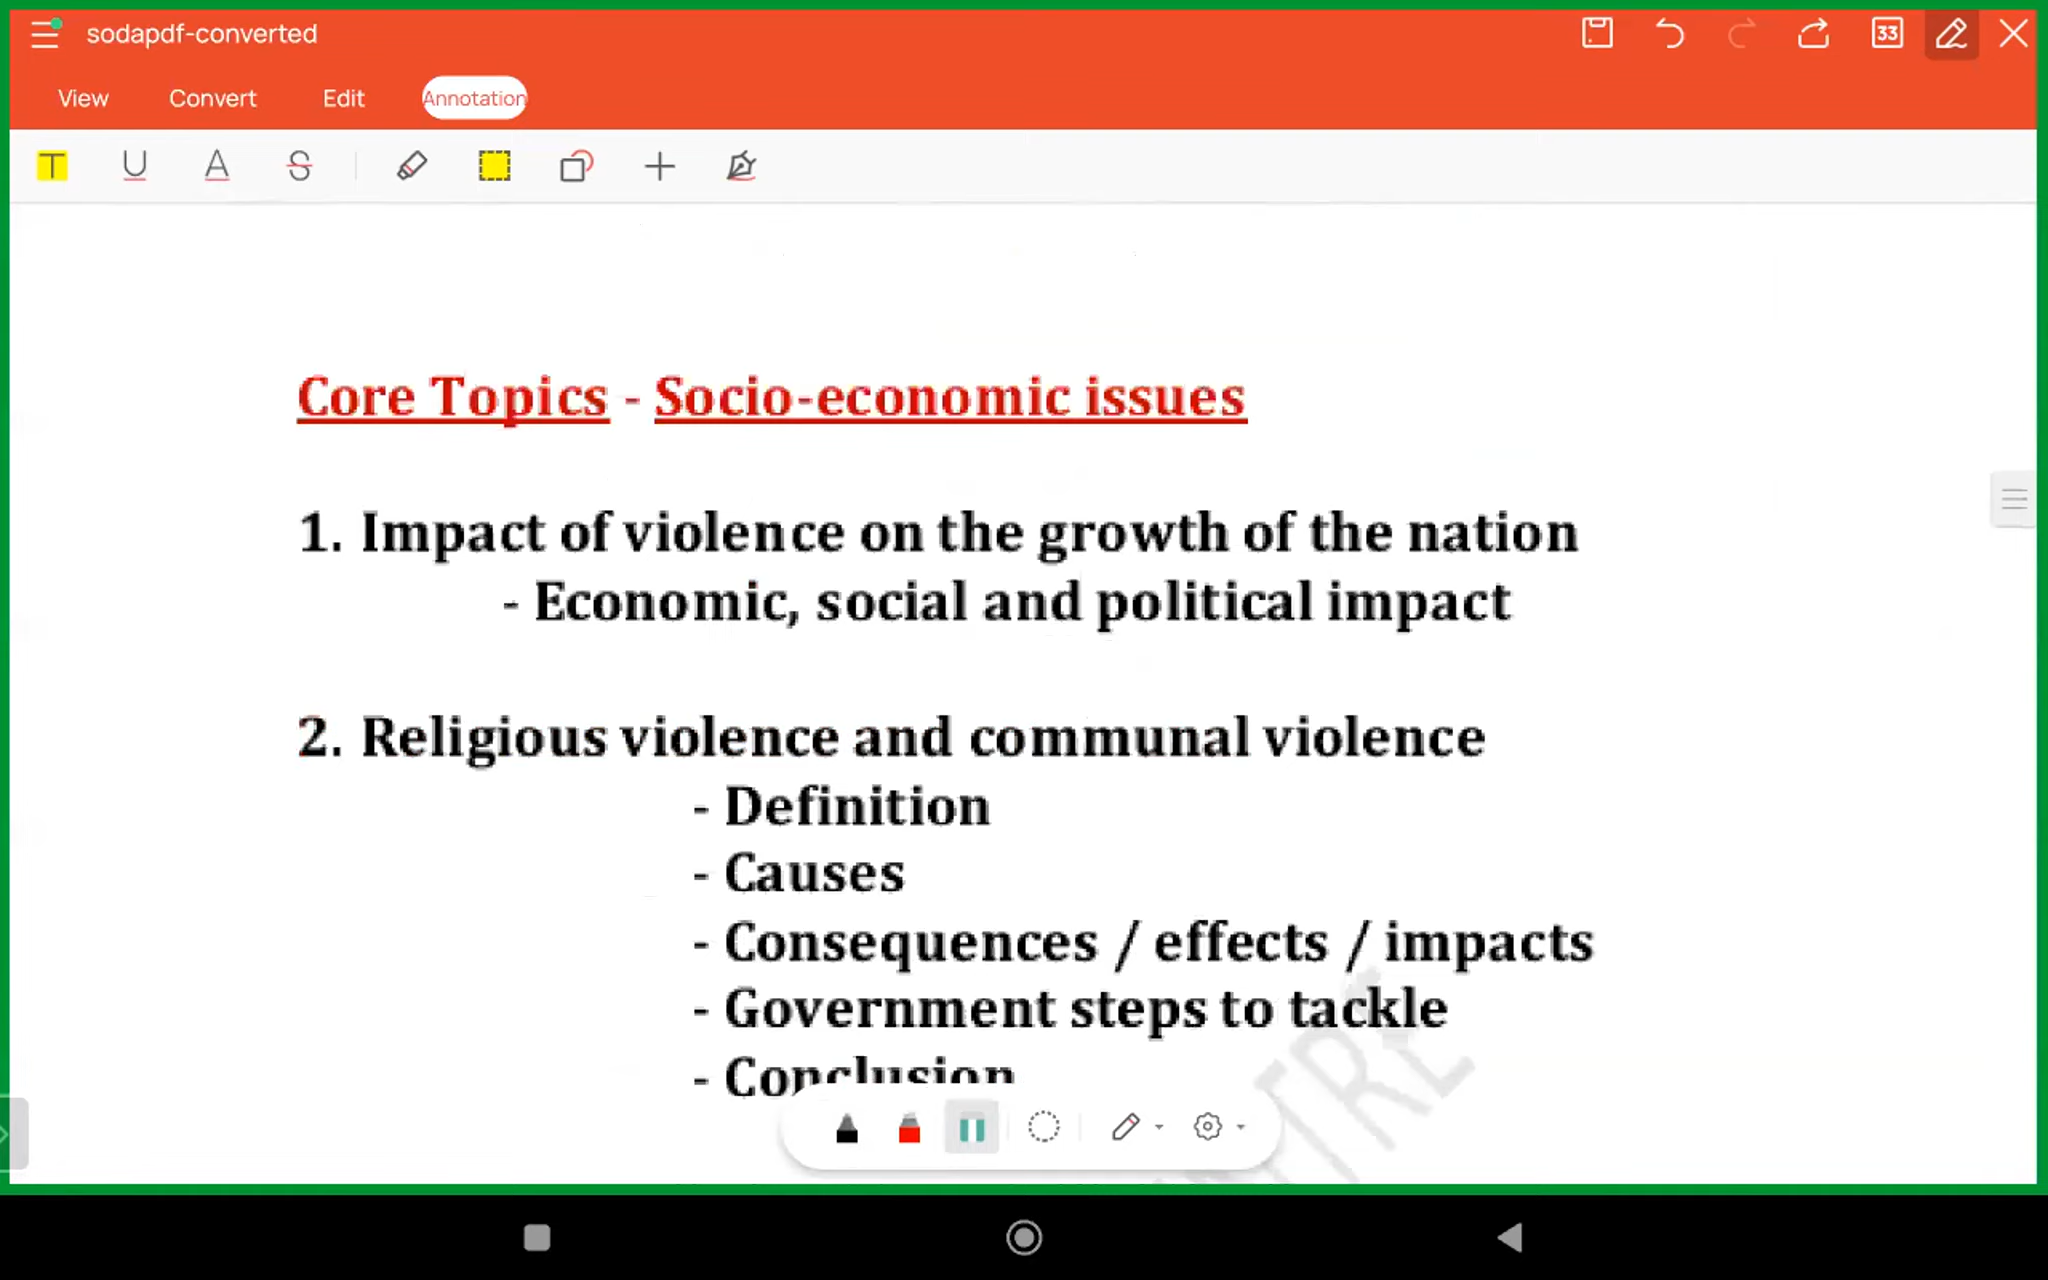 sodapdf-converted
33
View Convert Edit Annotation
T U A S
Core Topics - Socio-economic issues
1. Impact of violence on the growth of the nation
- Economic, social and political impact
2. Religious violence and communal violence
- Definition
- Causes
- Consequences / effects / impacts
- Government steps to tackle
- Conclusion